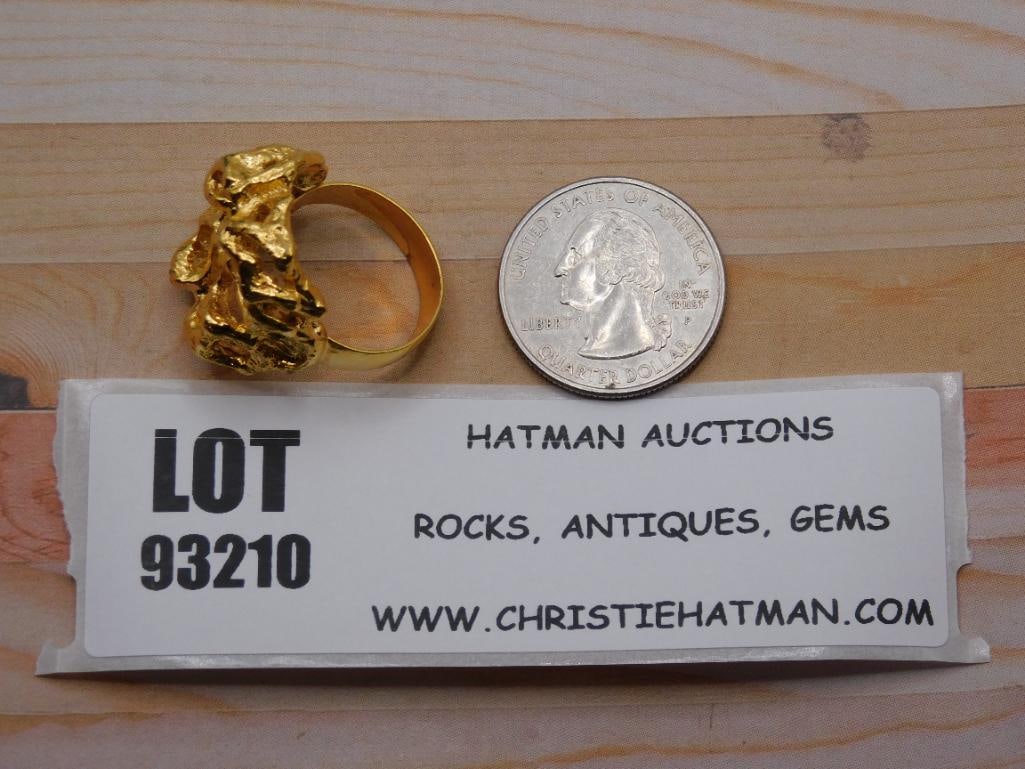 UNITED STATES OF AMERICA
LIBERTY
IN
GOD WE
TRUST
P
QUARTER DOLLAR
LOT
93210
HATMAN AUCTIONS
ROCKS, ANTIQUES, GEMS
WWW.CHRISTIEHATMAN.COM